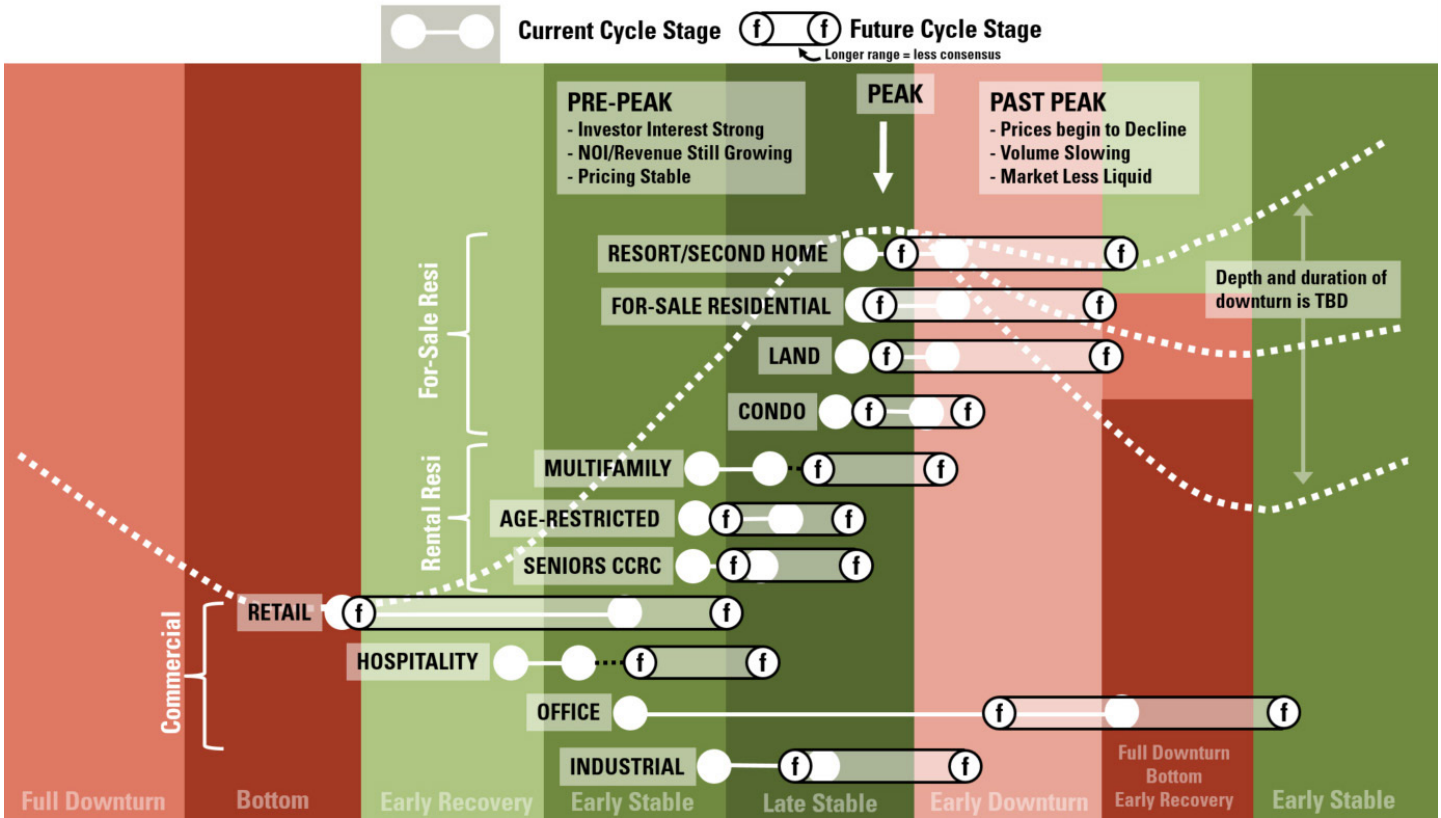 Current Cycle Stage
f f Future Cycle Stage
Longer range = less consensus
PRE-PEAK
- Investor Interest Strong
- NOI/Revenue Still Growing
- Pricing Stable
PEAK
PAST PEAK
- Prices begin to Decline
- Volume Slowing
- Market Less Liquid
Depth and duration of
downturn is TBD
For-Sale Resi
RESORT/SECOND HOME f f
FOR-SALE RESIDENTIAL f f
LAND f f
CONDO f f
Rental Resi
MULTIFAMILY f f
AGE-RESTRICTED f f
SENIORS CCRC f f
Commercial
RETAIL f f
HOSPITALITY f f
OFFICE f f
INDUSTRIAL f f
Full Downturn
Bottom
Early Recovery
Early Stable
Late Stable
Early Downturn
Full Downturn
Bottom
Early Recovery
Early Stable